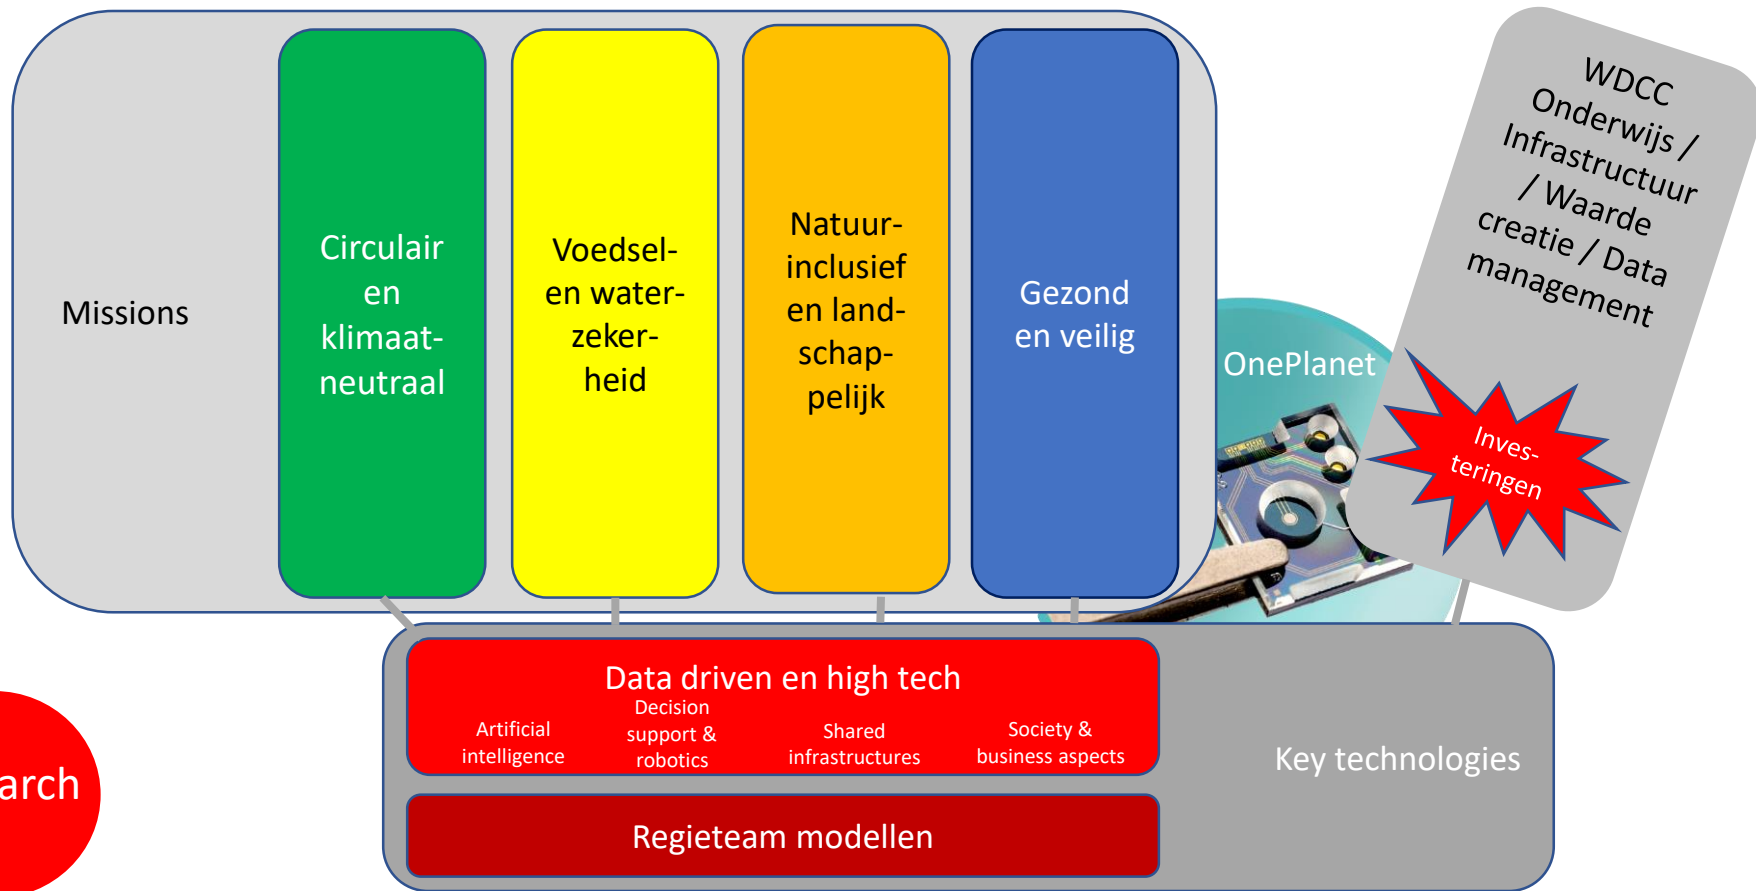 Missions
Circulair
en
klimaat-
neutraal
Voedsel-
en water-
zeker-
heid
Natuur-
inclusief
en land-
schap-
pelijk
Gezond
en veilig
OnePlanet
WDCC
Onderwijs /
Infrastructuur
/ Waarde
creatie / Data
management
Inves-
teringen
Data driven en high tech
Artificial
intelligence
Decision
support &
robotics
Shared
infrastructures
Society &
business aspects
Key technologies
Regieteam modellen
arch